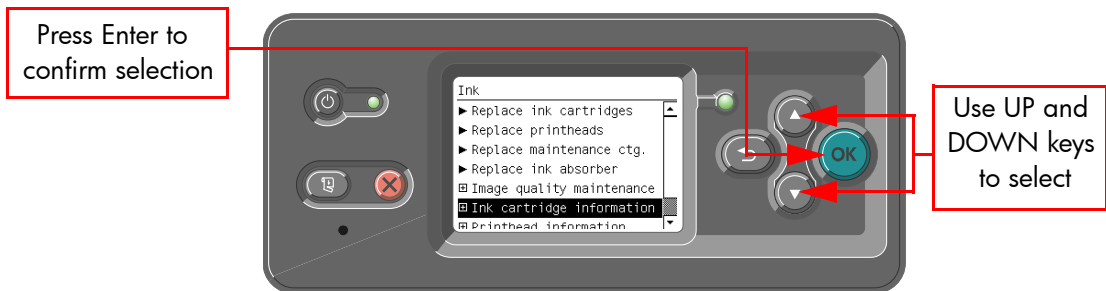 Press Enter to
confirm selection
Ink
▶ Replace ink cartridges
▶ Replace printheads
▶ Replace maintenance ctg.
▶ Replace ink absorber
⊞ Image quality maintenance
⊞ Ink cartridge information
⊞ Printhead information
OK
Use UP and
DOWN keys
to select